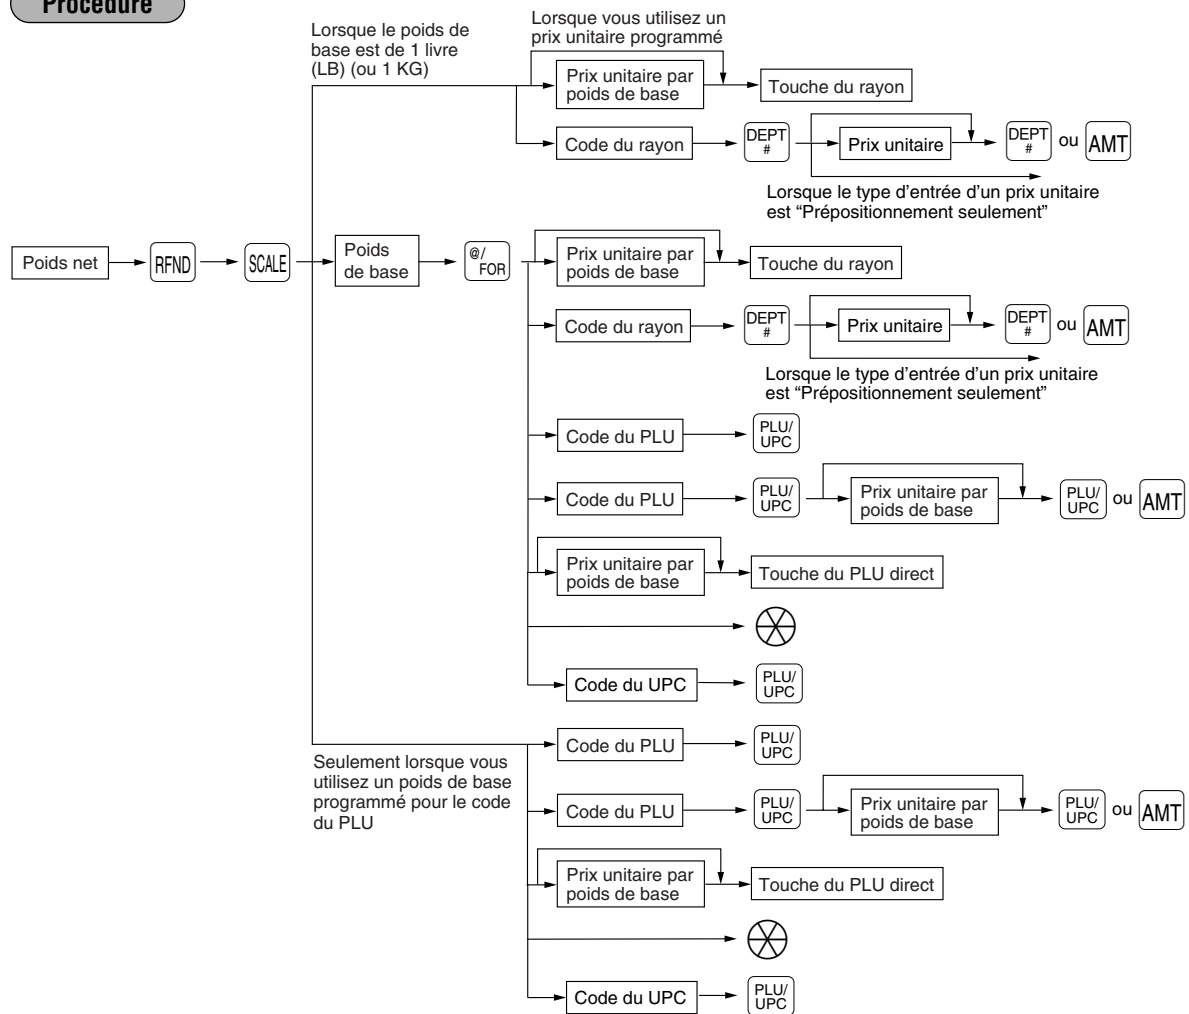 Procédure
Lorsque le poids de
base est de 1 livre
(LB) (ou 1 KG)
Lorsque vous utilisez un
prix unitaire programmé
Prix unitaire par
poids de base
Touche du rayon
Code du rayon
DEPT
#
Prix unitaire
DEPT
#
ou
AMT
Lorsque le type d'entrée d'un prix unitaire
est “Prépositionnement seulement”
Poids net
RFND
SCALE
Poids
de base
@/
FOR
Prix unitaire par
poids de base
Touche du rayon
Code du rayon
DEPT
#
Prix unitaire
DEPT
#
ou
AMT
Lorsque le type d'entrée d'un prix unitaire
est “Prépositionnement seulement”
Code du PLU
PLU/
UPC
Code du PLU
PLU/
UPC
Prix unitaire par
poids de base
PLU/
UPC
ou
AMT
Prix unitaire par
poids de base
Touche du PLU direct
Code du UPC
PLU/
UPC
Seulement lorsque vous
utilisez un poids de base
programmé pour le code
du PLU
Code du PLU
PLU/
UPC
Code du PLU
PLU/
UPC
Prix unitaire par
poids de base
PLU/
UPC
ou
AMT
Prix unitaire par
poids de base
Touche du PLU direct
Code du UPC
PLU/
UPC